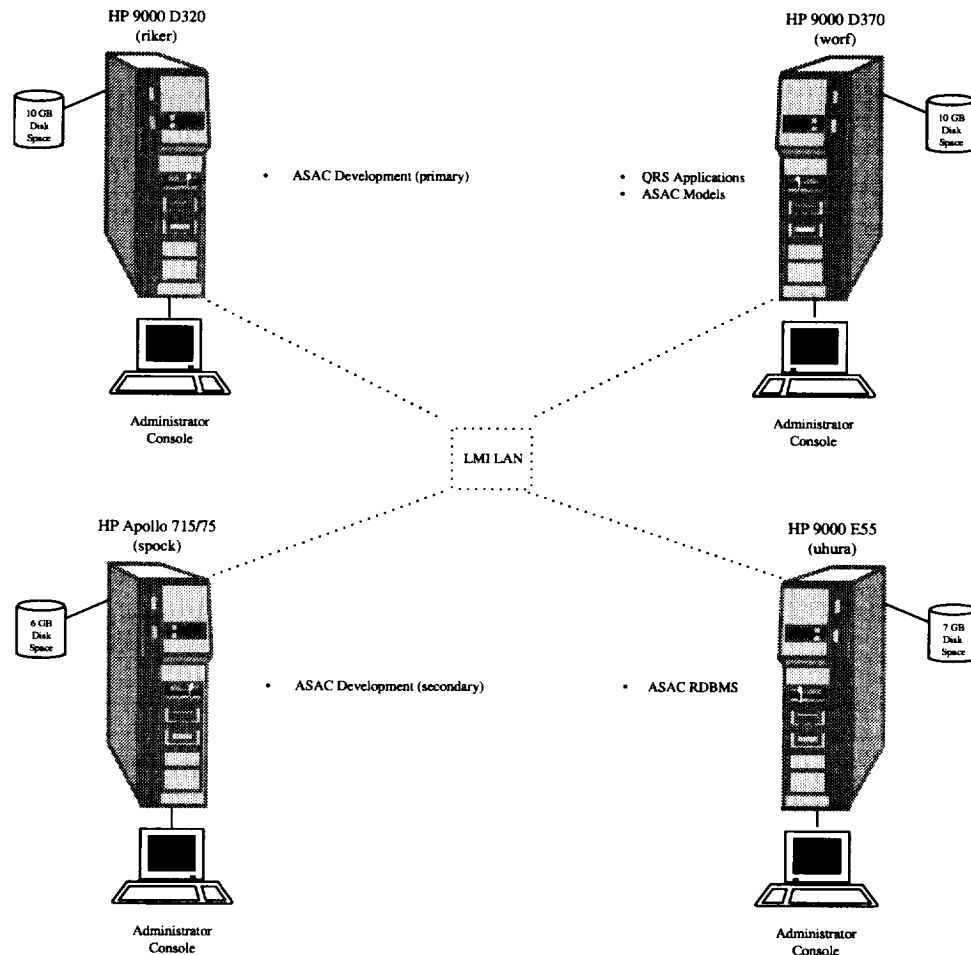 HP 9000 D320
(riker)
HP 9000 D370
(worf)
10 GB
Disk
Space
10 GB
Disk
Space
• ASAC Development (primary)
• QRS Applications
• ASAC Models
Administrator
Console
Administrator
Console
LMI LAN
HP Apollo 715/75
(spock)
HP 9000 E55
(uhura)
6 GB
Disk
Space
7 GB
Disk
Space
• ASAC Development (secondary)
• ASAC RDBMS
Administrator
Console
Administrator
Console